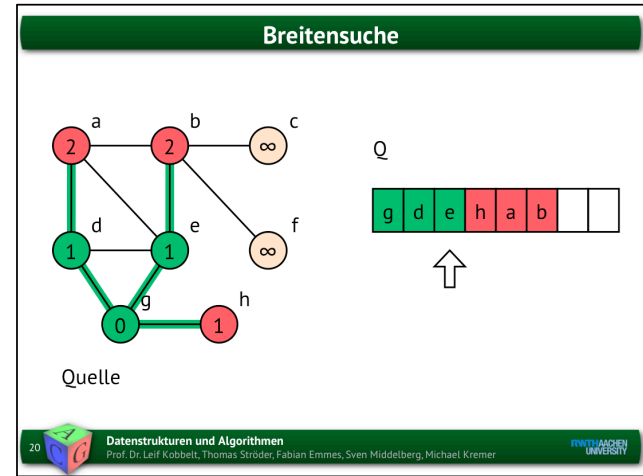 Breitensuche
a b c
2 2 ∞
Q
g d e h a b
d e f
1 1 ∞
g h
0 1
Quelle
20
A C G
Datenstrukturen und Algorithmen
Prof. Dr. Leif Kobbelt, Thomas Ströder, Fabian Emmes, Sven Middelberg, Michael Kremer
RWTHAACHEN
UNIVERSITY